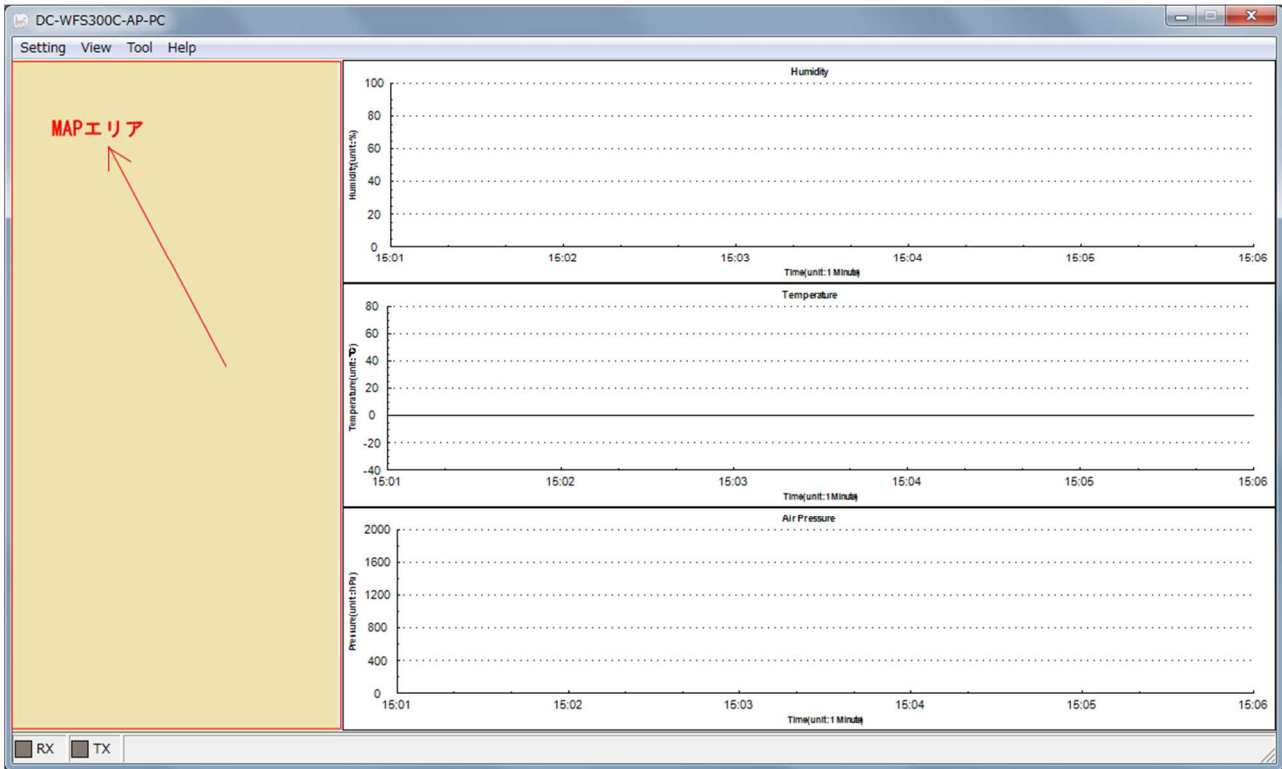 DC-WFS300C-AP-PC
Setting View Tool Help
MAPエリア
Humidity
100
80
60
40
20
0
Humidity(unit:%)
15:01 15:02 15:03 15:04 15:05 15:06
Time(unit:1 Minute)
Temperature
80
60
40
20
0
-20
-40
Temperature(unit:℃)
15:01 15:02 15:03 15:04 15:05 15:06
Time(unit:1 Minute)
Air Pressure
2000
1600
1200
800
400
0
Pressure(unit:hPa)
15:01 15:02 15:03 15:04 15:05 15:06
Time(unit:1 Minute)
RX TX